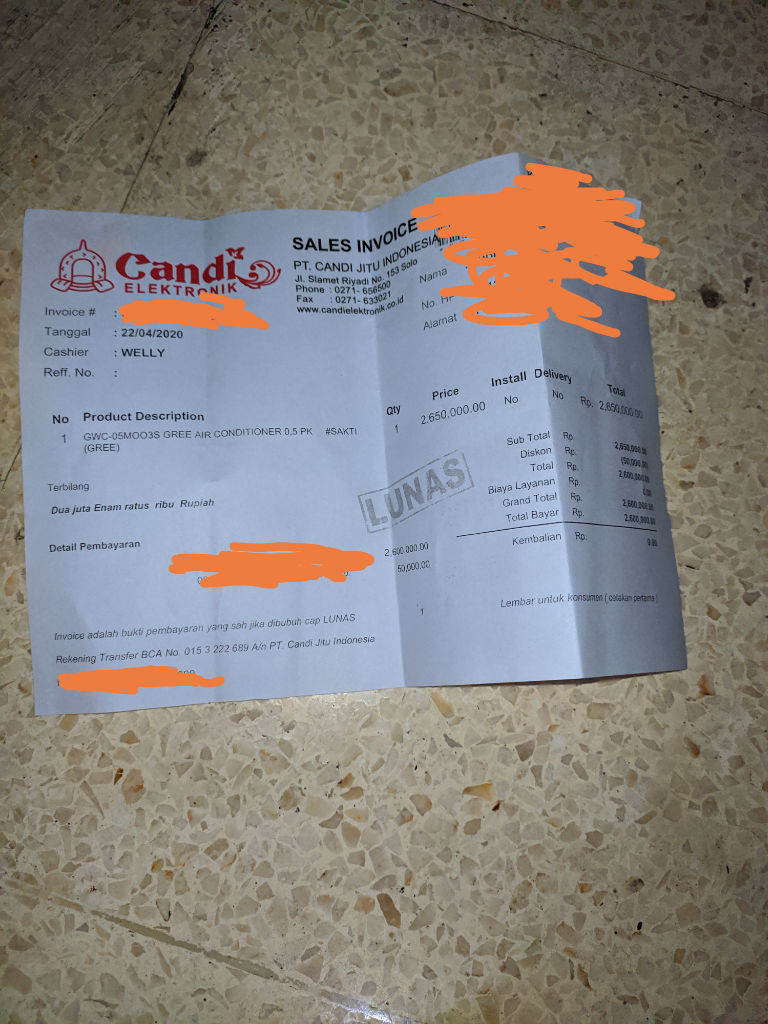 Candi
ELEKTRONIK
SALES INVOICE
PT. CANDI JITU INDONESIA
Jl. Slamet Riyadi No. 153 Solo
Phone : 0271- 656500
Fax : 0271- 633021
www.candielektronik.co.id
Nama
No. HP
Alamat
Invoice # :
Tanggal : 22/04/2020
Cashier : WELLY
Reff. No. :
No Product Description Qty Price Install Delivery Total
1 GWC-05MOO3S GREE AIR CONDITIONER 0,5 PK #SAKTI 1 2,650,000.00 No No Rp. 2,650,000.00
(GREE)
Sub Total Rp. 2,650,000.00
Diskon Rp. (50,000.00)
Total Rp. 2,600,000.00
Biaya Layanan Rp. 0.00
Grand Total Rp. 2,600,000.00
Total Bayar Rp. 2,600,000.00
Kembalian Rp. 0.00
Terbilang
Dua juta Enam ratus ribu Rupiah
LUNAS
Detail Pembayaran
2,600,000.00
50,000.00
1
Lembar untuk konsumen ( cetakan pertama )
Invoice adalah bukti pembayaran yang sah jika dibubuh cap LUNAS
Rekening Transfer BCA No. 015 3 222 689 A/n PT. Candi Jitu Indonesia